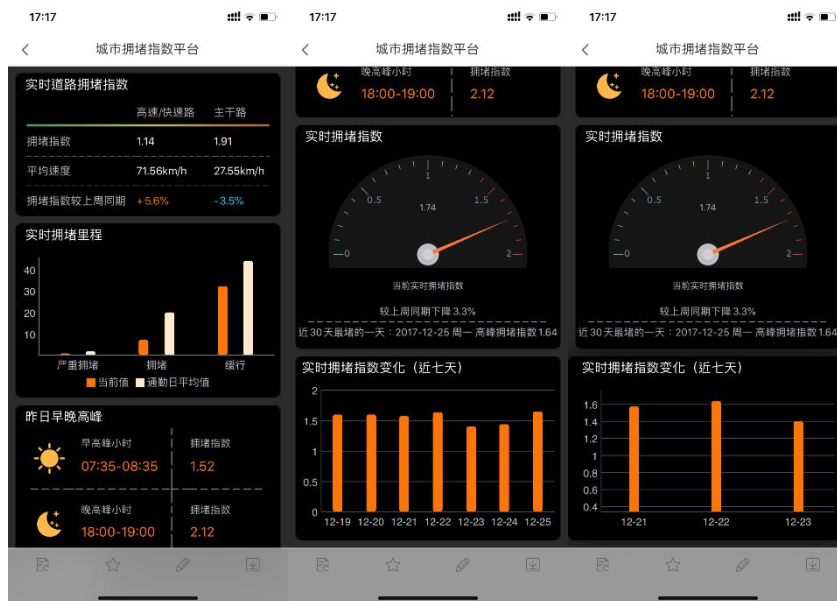 17:17
城市拥堵指数平台
实时道路拥堵指数
高速/快速路 主干路
拥堵指数 1.14 1.91
平均速度 71.56km/h 27.55km/h
拥堵指数较上周同期 +5.6% -3.5%
实时拥堵里程
40
30
20
10
严重拥堵 拥堵 缓行
当前值 通勤日平均值
昨日早晚高峰
早高峰小时 拥堵指数
07:35-08:35 1.52
晚高峰小时 拥堵指数
18:00-19:00 2.12
17:17
城市拥堵指数平台
晚高峰小时 拥堵指数
18:00-19:00 2.12
实时拥堵指数
1
0.5 1.5
1.74
0 2
当前实时拥堵指数
较上周同期下降3.3%
近30天最堵的一天：2017-12-25 周一 高峰拥堵指数1.64
实时拥堵指数变化（近七天）
2
1.5
1
0.5
0
12-19 12-20 12-21 12-22 12-23 12-24 12-25
17:17
城市拥堵指数平台
晚高峰小时 拥堵指数
18:00-19:00 2.12
实时拥堵指数
1
0.5 1.5
1.74
0 2
当前实时拥堵指数
较上周同期下降3.3%
近30天最堵的一天：2017-12-25 周一 高峰拥堵指数1.64
实时拥堵指数变化（近七天）
1.6
1.4
1.2
1
0.8
0.6
0.4
12-21 12-22 12-23